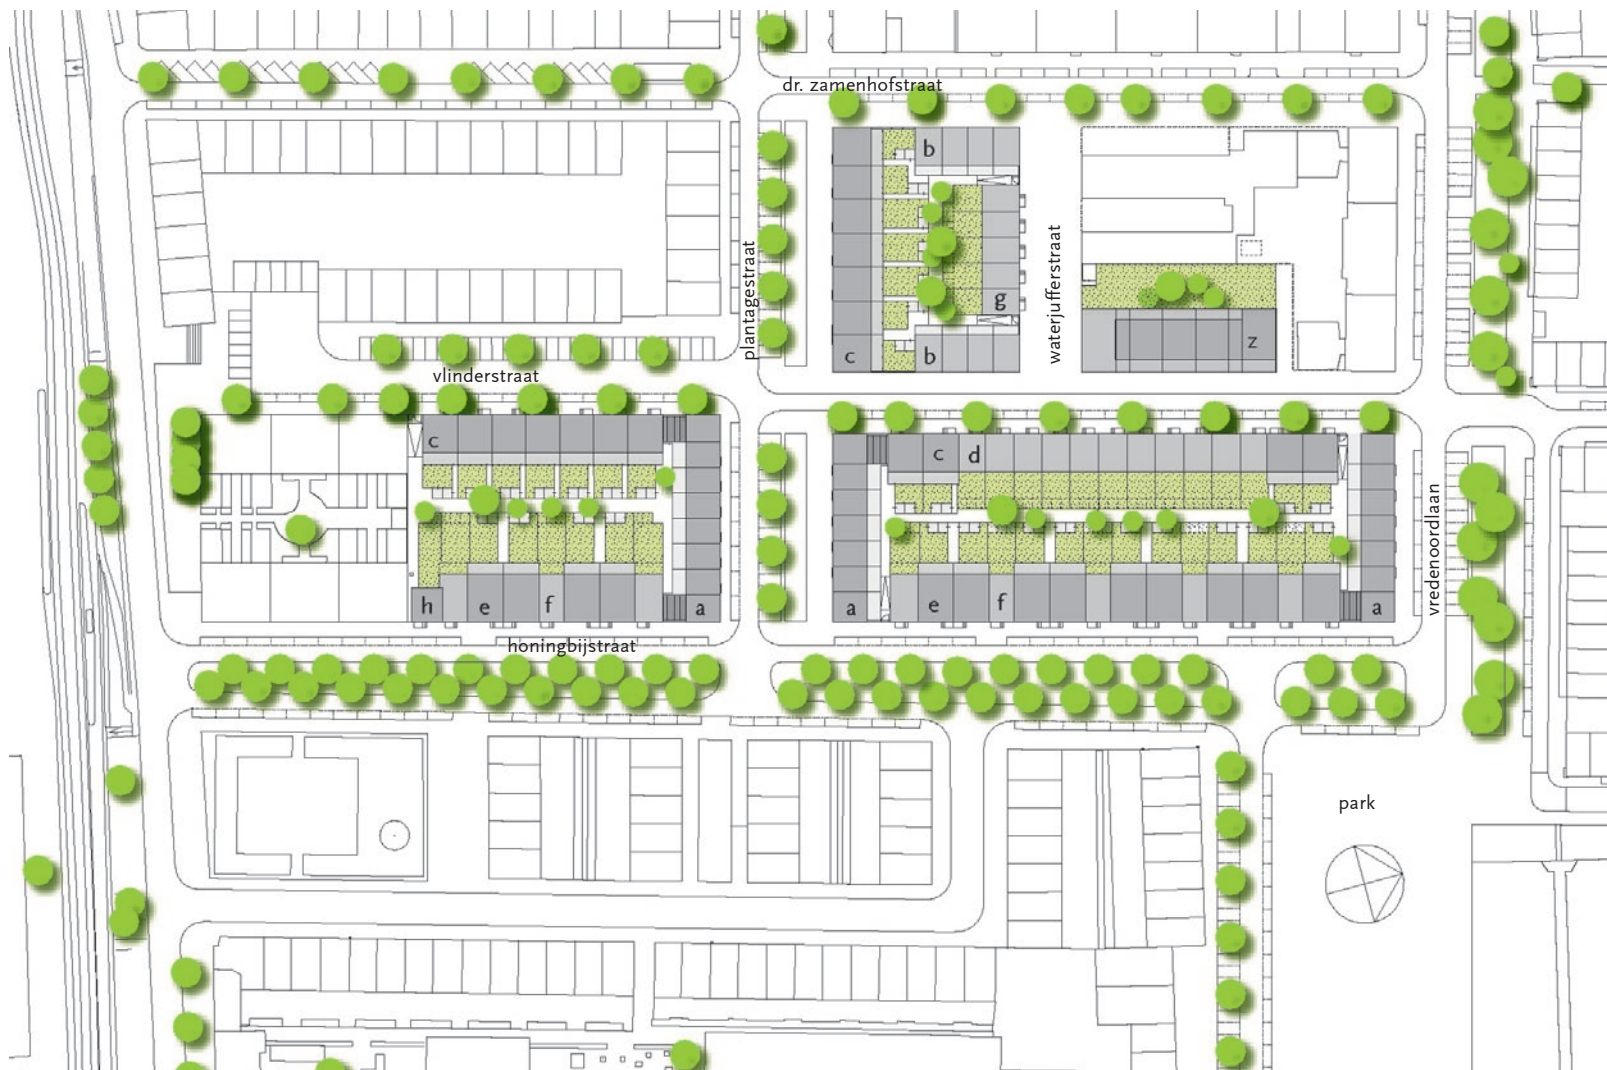 dr. zamenhofstraat
b
g
c
b
z
plantagestraat
waterjufferstraat
vlinderstraat
c
c
d
h
e
f
a
a
e
f
a
vredenoordlaan
honingbijstraat
park